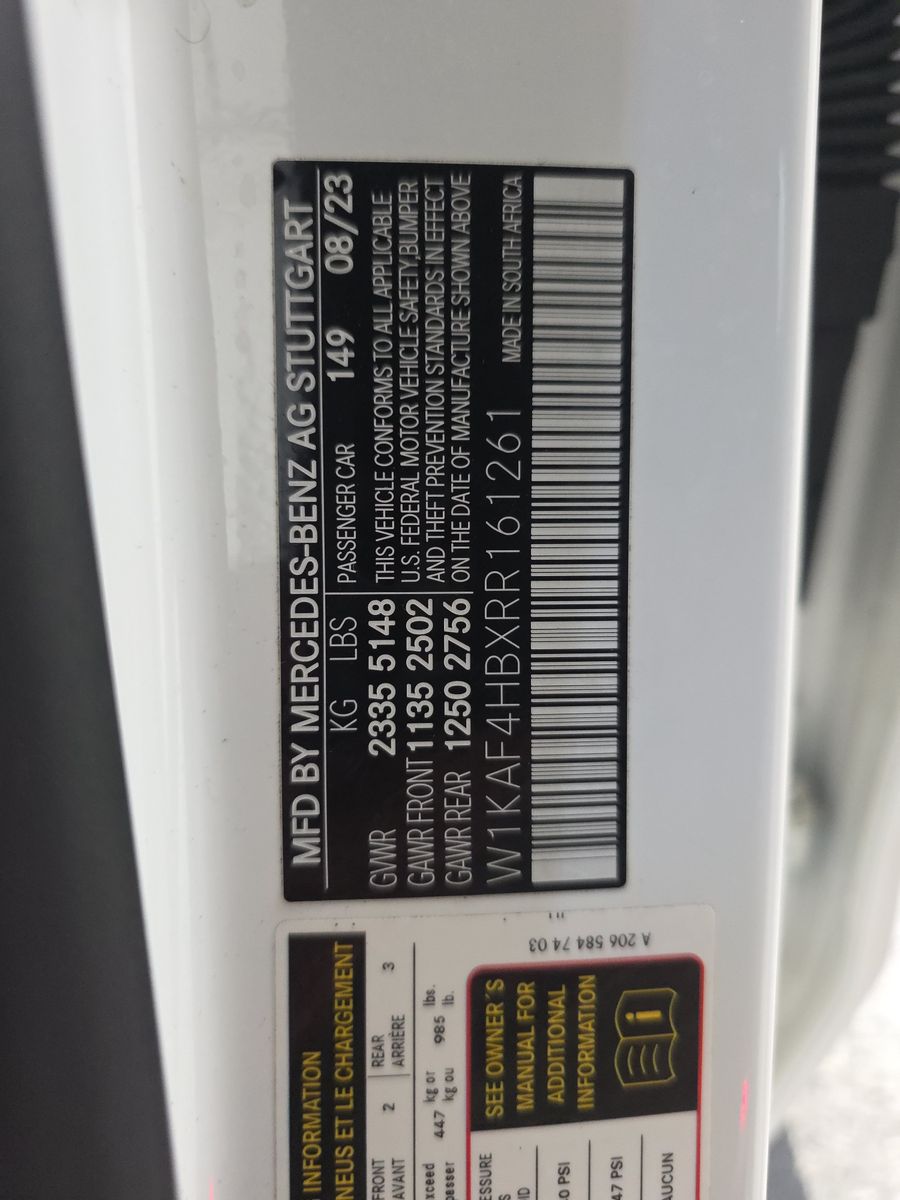 MFD BY MERCEDES-BENZ AG STUTTGART
KG LBS PASSENGER CAR 149 08/23
GVWR 2335 5148
GAWR FRONT 1135 2502
GAWR REAR 1250 2756
THIS VEHICLE CONFORMS TO ALL APPLICABLE
U.S. FEDERAL MOTOR VEHICLE SAFETY,BUMPER
AND THEFT PREVENTION STANDARDS IN EFFECT
ON THE DATE OF MANUFACTURE SHOWN ABOVE
W1KAF4HBXRR161261 MADE IN SOUTH AFRICA
INFORMATION
ET LE CHARGEMENT
FRONT 2 REAR 3
AVANT ARRIÈRE
447 kg or 985 lbs.
kg ou lb.
A 206 584 74 03
SEE OWNER'S
MANUAL FOR
ADDITIONAL
INFORMATION
PSI
47 PSI
AUCUN